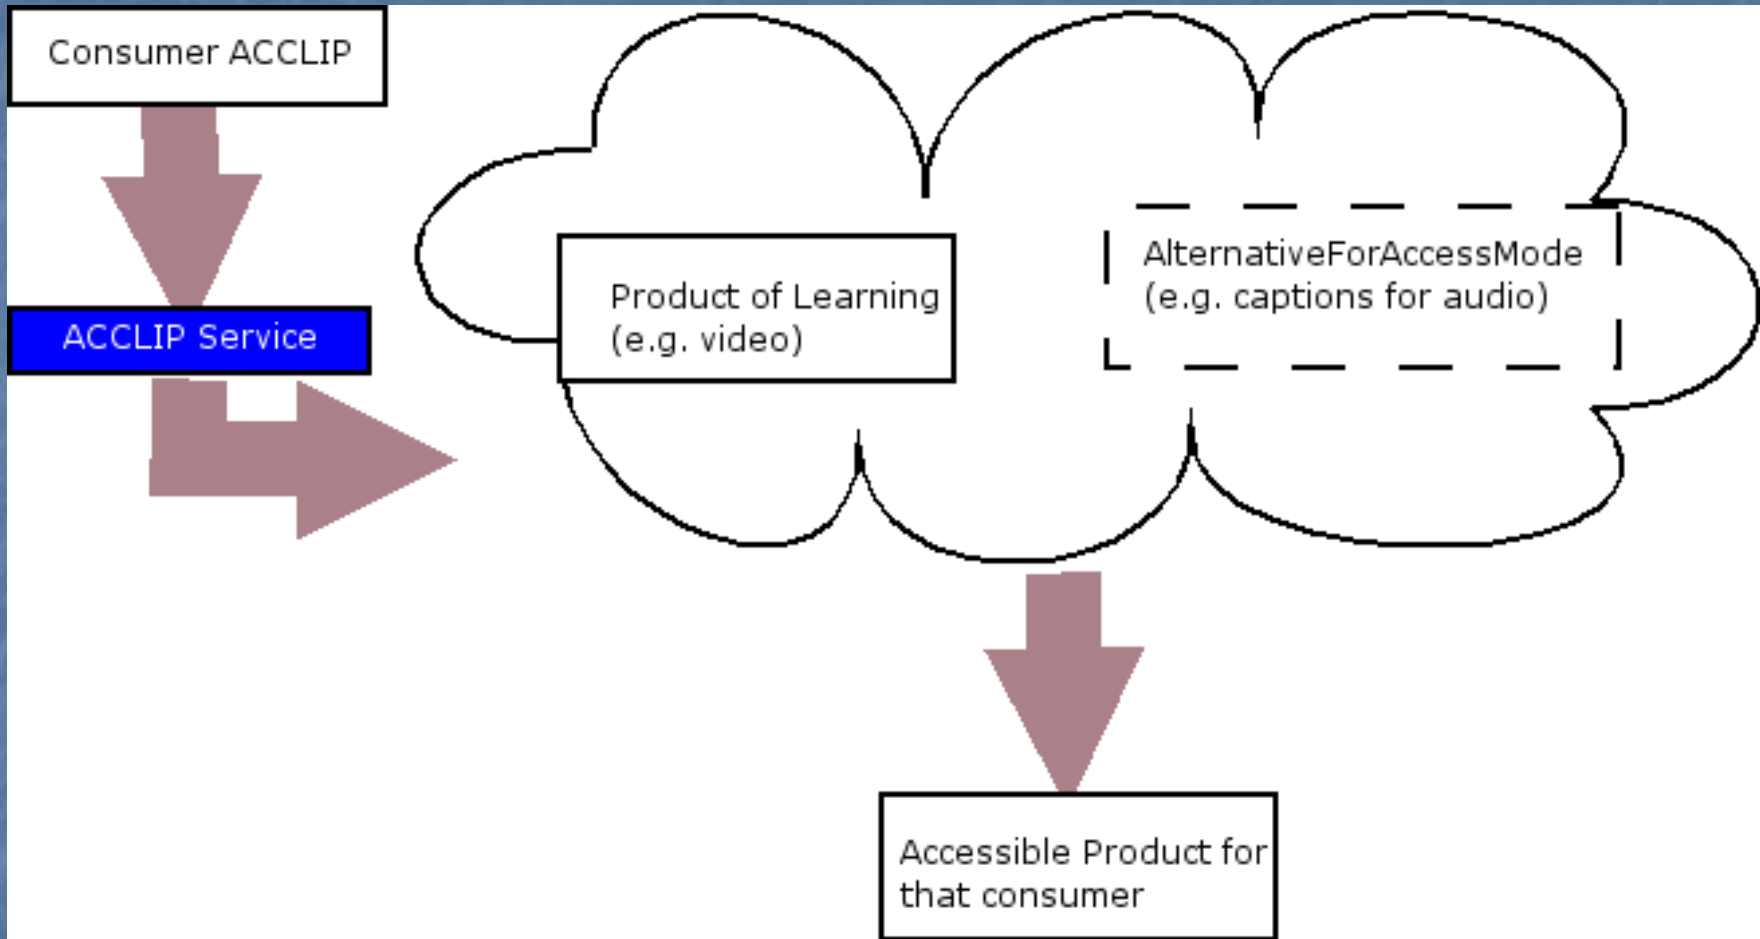 Consumer ACCLIP
ACCLIP Service
Product of Learning
(e.g. video)
AlternativeForAccessMode
(e.g. captions for audio)
Accessible Product for
that consumer